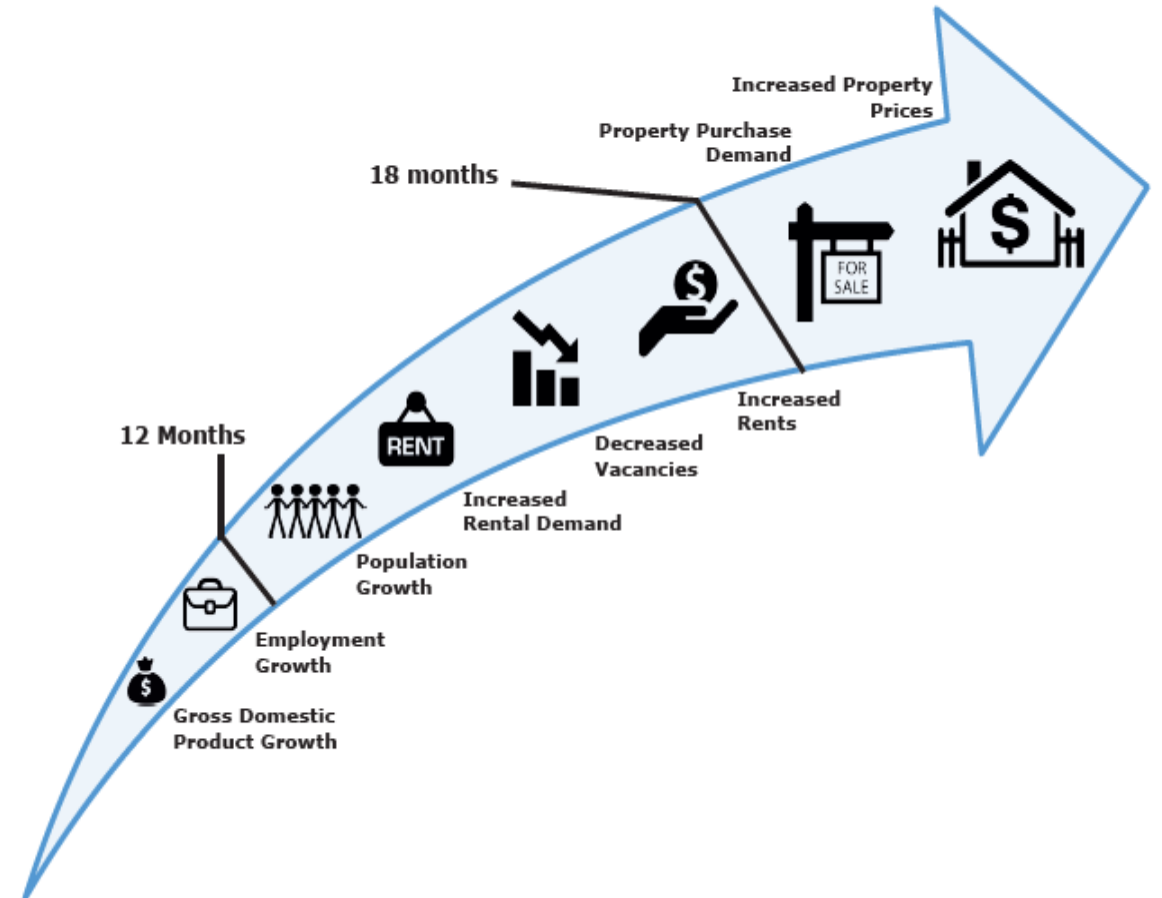 Increased Property
Prices
Property Purchase
Demand
18 months
$
$
FOR
SALE
Increased
Rents
12 Months
RENT
Decreased
Vacancies
Increased
Rental Demand
Population
Growth
Employment
Growth
$
Gross Domestic
Product Growth